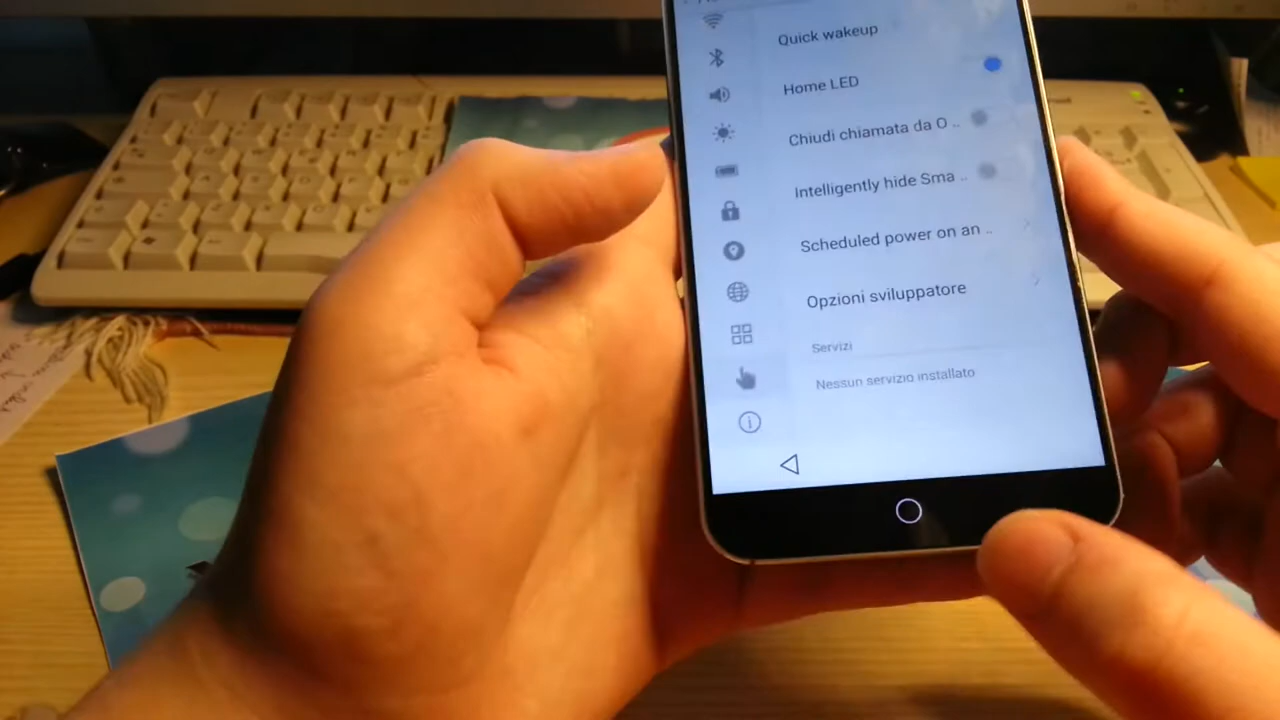 Quick wakeup
Home LED
Chiudi chiamata da O ..
Intelligently hide Sma ..
Scheduled power on an ..
Opzioni sviluppatore
Servizi
Nessun servizio installato